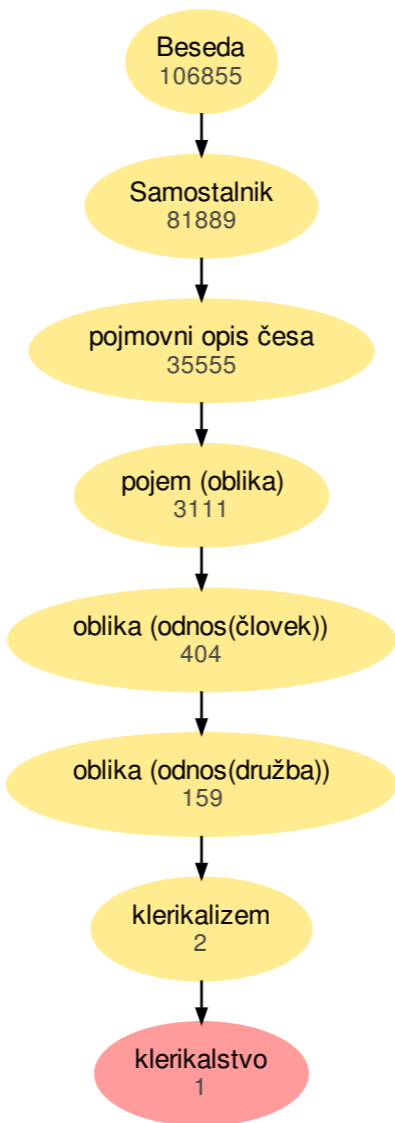 Beseda
106855
Samostalnik
81889
pojmovni opis česa
35555
pojem (oblika)
3111
oblika (odnos(človek))
404
oblika (odnos(družba))
159
klerikalizem
2
klerikalstvo
1